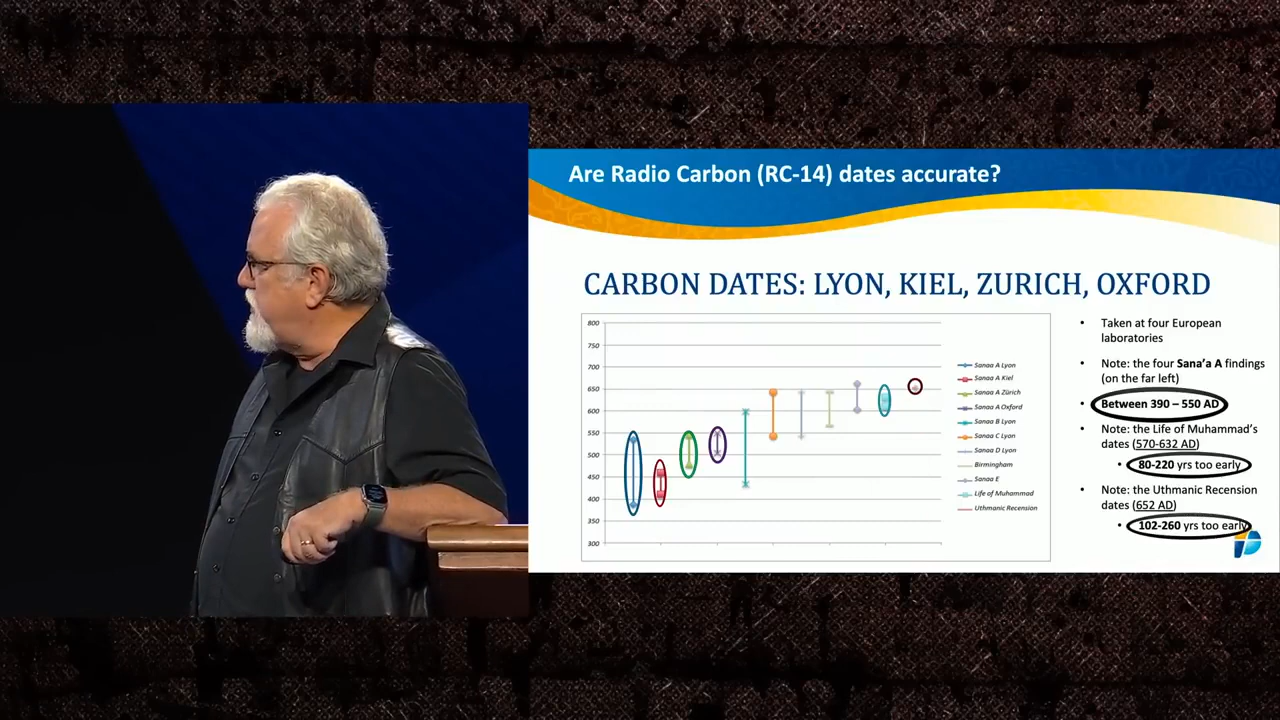 Are Radio Carbon (RC-14) dates accurate?
CARBON DATES: LYON, KIEL, ZURICH, OXFORD
800
750
700
650
600
550
500
450
400
350
300
Sanaa A Lyon
Sanaa A Kiel
Sanaa A Zürich
Sanaa A Oxford
Sanaa B Lyon
Sanaa C Lyon
Sanaa D Lyon
Birmingham
Sanaa E
Life of Muhammad
Uthmanic Recension
• Taken at four European
laboratories
• Note: the four Sana’a A findings
(on the far left)
• Between 390 – 550 AD
• Note: the Life of Muhammad’s
dates (570-632 AD)
• 80-220 yrs too early
• Note: the Uthmanic Recension
dates (652 AD)
• 102-260 yrs too early